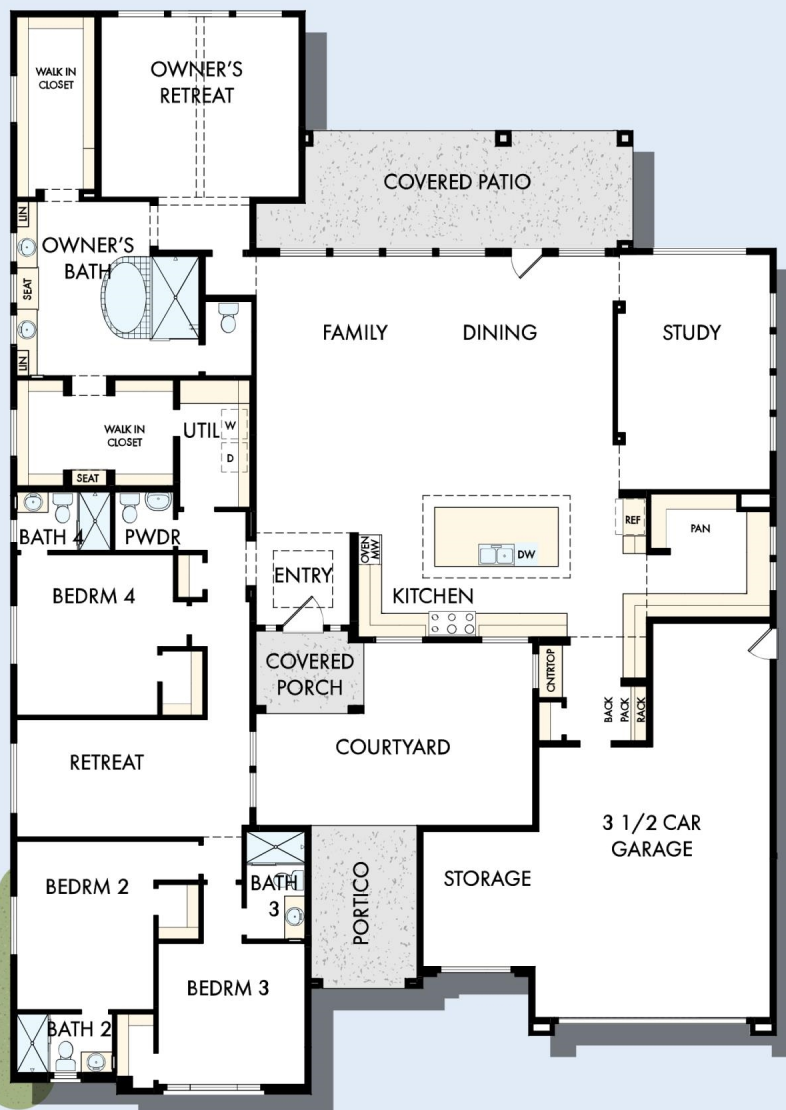 WALK IN
CLOSET
OWNER'S
RETREAT
COVERED PATIO
LIN
OWNER'S
BATH
SEAT
LIN
FAMILY
DINING
STUDY
WALK IN
CLOSET
UTIL
W
D
SEAT
BATH 4
PWDR
REF
PAN
OVEN
MW
DW
ENTRY
BEDRM 4
KITCHEN
COVERED
PORCH
CNTRTOP
BACK
PACK
RACK
RETREAT
COURTYARD
3 1/2 CAR
GARAGE
BEDRM 2
BATH
3
PORTICO
STORAGE
BEDRM 3
BATH 2